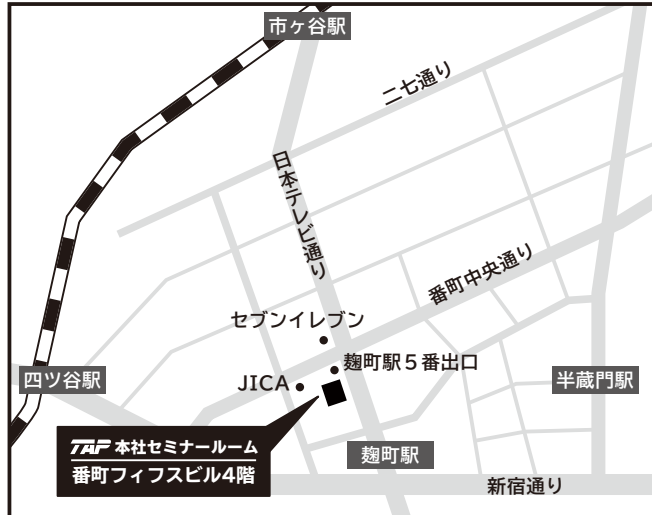 市ヶ谷駅
二七通り
日本テレビ通り
番町中央通り
セブンイレブン
麹町駅5番出口
四ツ谷駅
JICA
半蔵門駅
TAP 本社セミナールーム
番町フィフスビル4階
麹町駅
新宿通り